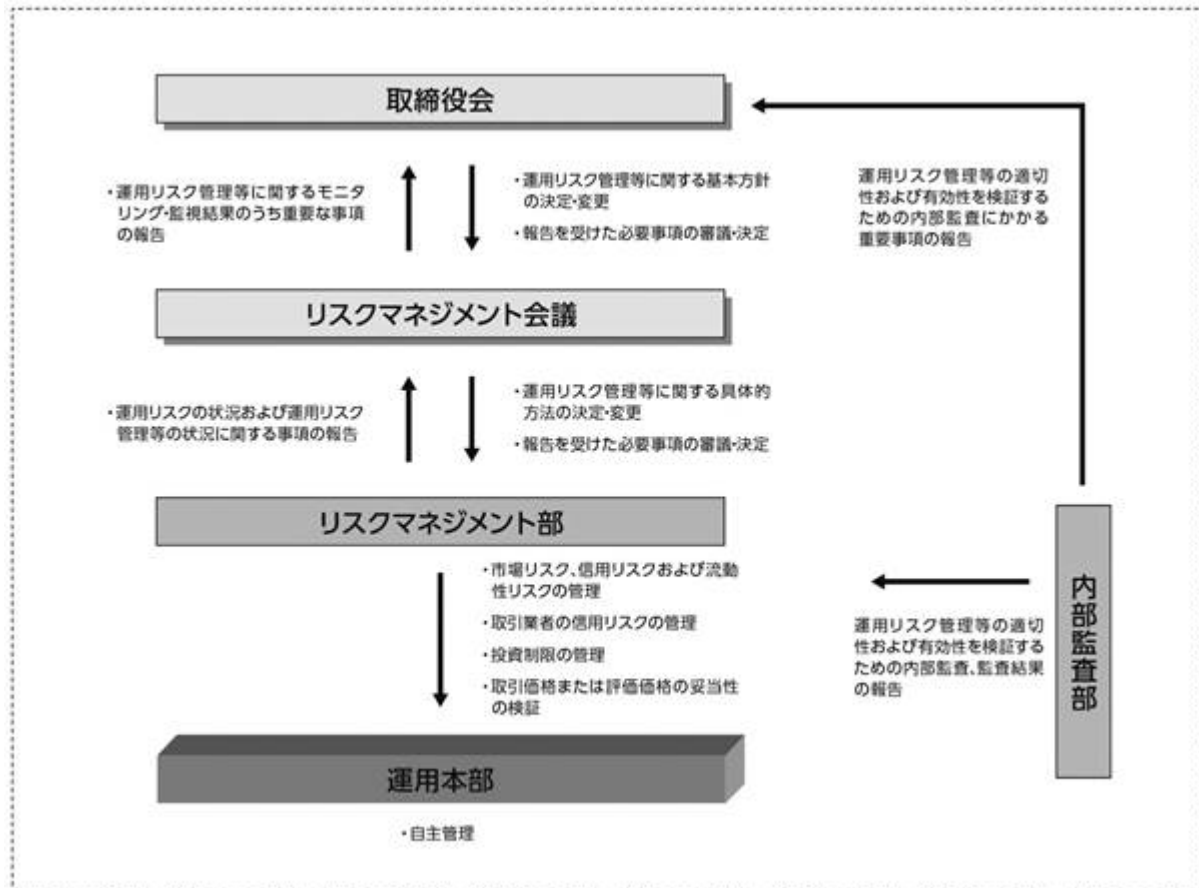 取締役会
・運用リスク管理等に関するモニタ
リング・監視結果のうち重要な事項
の報告
・運用リスク管理等に関する基本方針
の決定・変更
・報告を受けた必要事項の審議・決定
運用リスク管理等の適切
性および有効性を検証する
ための内部監査にかかる
重要事項の報告
リスクマネジメント会議
・運用リスクの状況および運用リスク
管理等の状況に関する事項の報告
・運用リスク管理等に関する具体的
方法の決定・変更
・報告を受けた必要事項の審議・決定
リスクマネジメント部
・市場リスク、信用リスクおよび流動
性リスクの管理
・取引業者の信用リスクの管理
・投資制限の管理
・取引価格または評価価格の妥当性
の検証
運用リスク管理等の適切
性および有効性を検証する
ための内部監査、監査結果
の報告
内部監査部
運用本部
・自主管理